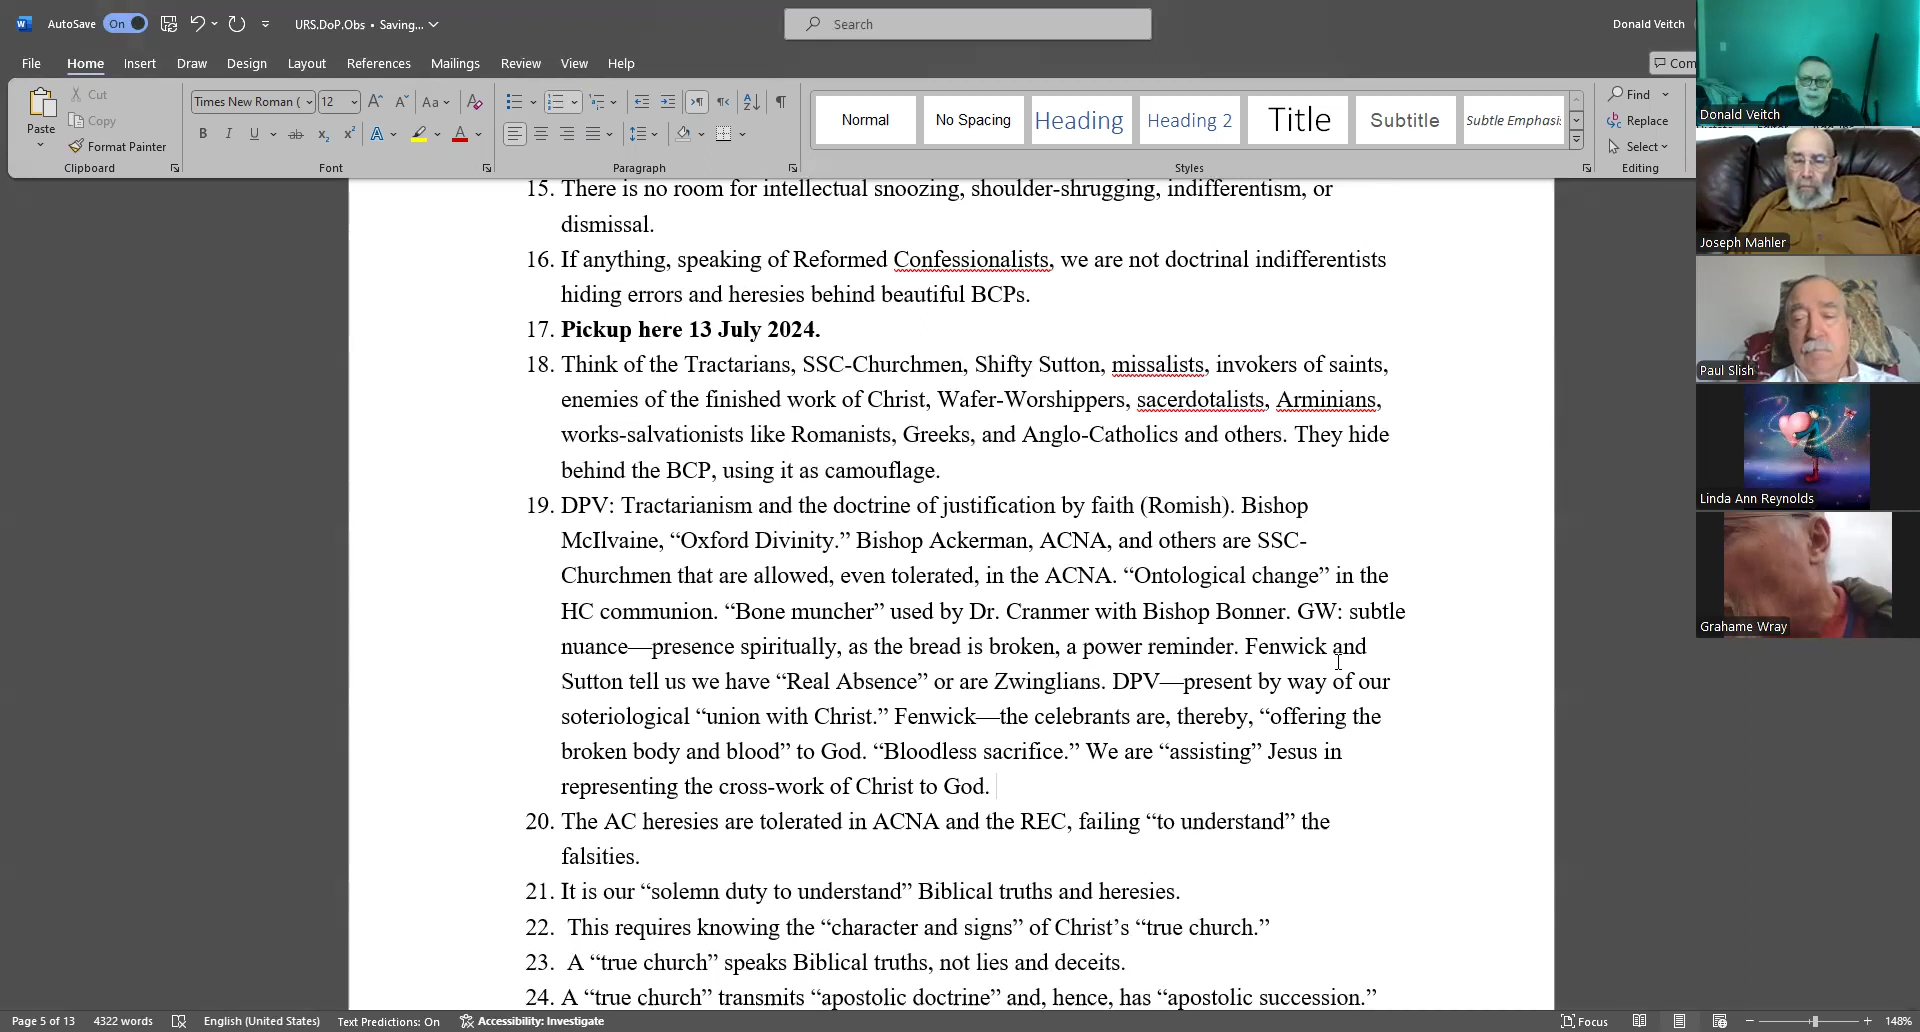 AutoSave On URS.DoP.Obs • Saving... Search Donald Veitch
File Home Insert Draw Design Layout References Mailings Review View Help Com
Paste Cut Copy Format Painter Clipboard
Times New Roman ( 12 Aa Font
Paragraph
Normal No Spacing Heading Heading 2 Title Subtitle Subtle Emphasi: Styles
Find Replace Select Editing
15. There is no room for intellectual snoozing, shoulder-shrugging, indifferentism, or
dismissal.
16. If anything, speaking of Reformed Confessionalists, we are not doctrinal indifferentists
hiding errors and heresies behind beautiful BCPs.
17. Pickup here 13 July 2024.
18. Think of the Tractarians, SSC-Churchmen, Shifty Sutton, missalists, invokers of saints,
enemies of the finished work of Christ, Wafer-Worshippers, sacerdotalists, Arminians,
works-salvationists like Romanists, Greeks, and Anglo-Catholics and others. They hide
behind the BCP, using it as camouflage.
19. DPV: Tractarianism and the doctrine of justification by faith (Romish). Bishop
McIlvaine, “Oxford Divinity.” Bishop Ackerman, ACNA, and others are SSC-
Churchmen that are allowed, even tolerated, in the ACNA. “Ontological change” in the
HC communion. “Bone muncher” used by Dr. Cranmer with Bishop Bonner. GW: subtle
nuance—presence spiritually, as the bread is broken, a power reminder. Fenwick and
Sutton tell us we have “Real Absence” or are Zwinglians. DPV—present by way of our
soteriological “union with Christ.” Fenwick—the celebrants are, thereby, “offering the
broken body and blood” to God. “Bloodless sacrifice.” We are “assisting” Jesus in
representing the cross-work of Christ to God.
20. The AC heresies are tolerated in ACNA and the REC, failing “to understand” the
falsities.
21. It is our “solemn duty to understand” Biblical truths and heresies.
22. This requires knowing the “character and signs” of Christ’s “true church.”
23. A “true church” speaks Biblical truths, not lies and deceits.
24. A “true church” transmits “apostolic doctrine” and, hence, has “apostolic succession.”
Donald Veitch
Joseph Mahler
Paul Slish
Linda Ann Reynolds
Grahame Wray
Page 5 of 13 4322 words English (United States) Text Predictions: On Accessibility: Investigate Focus 148%